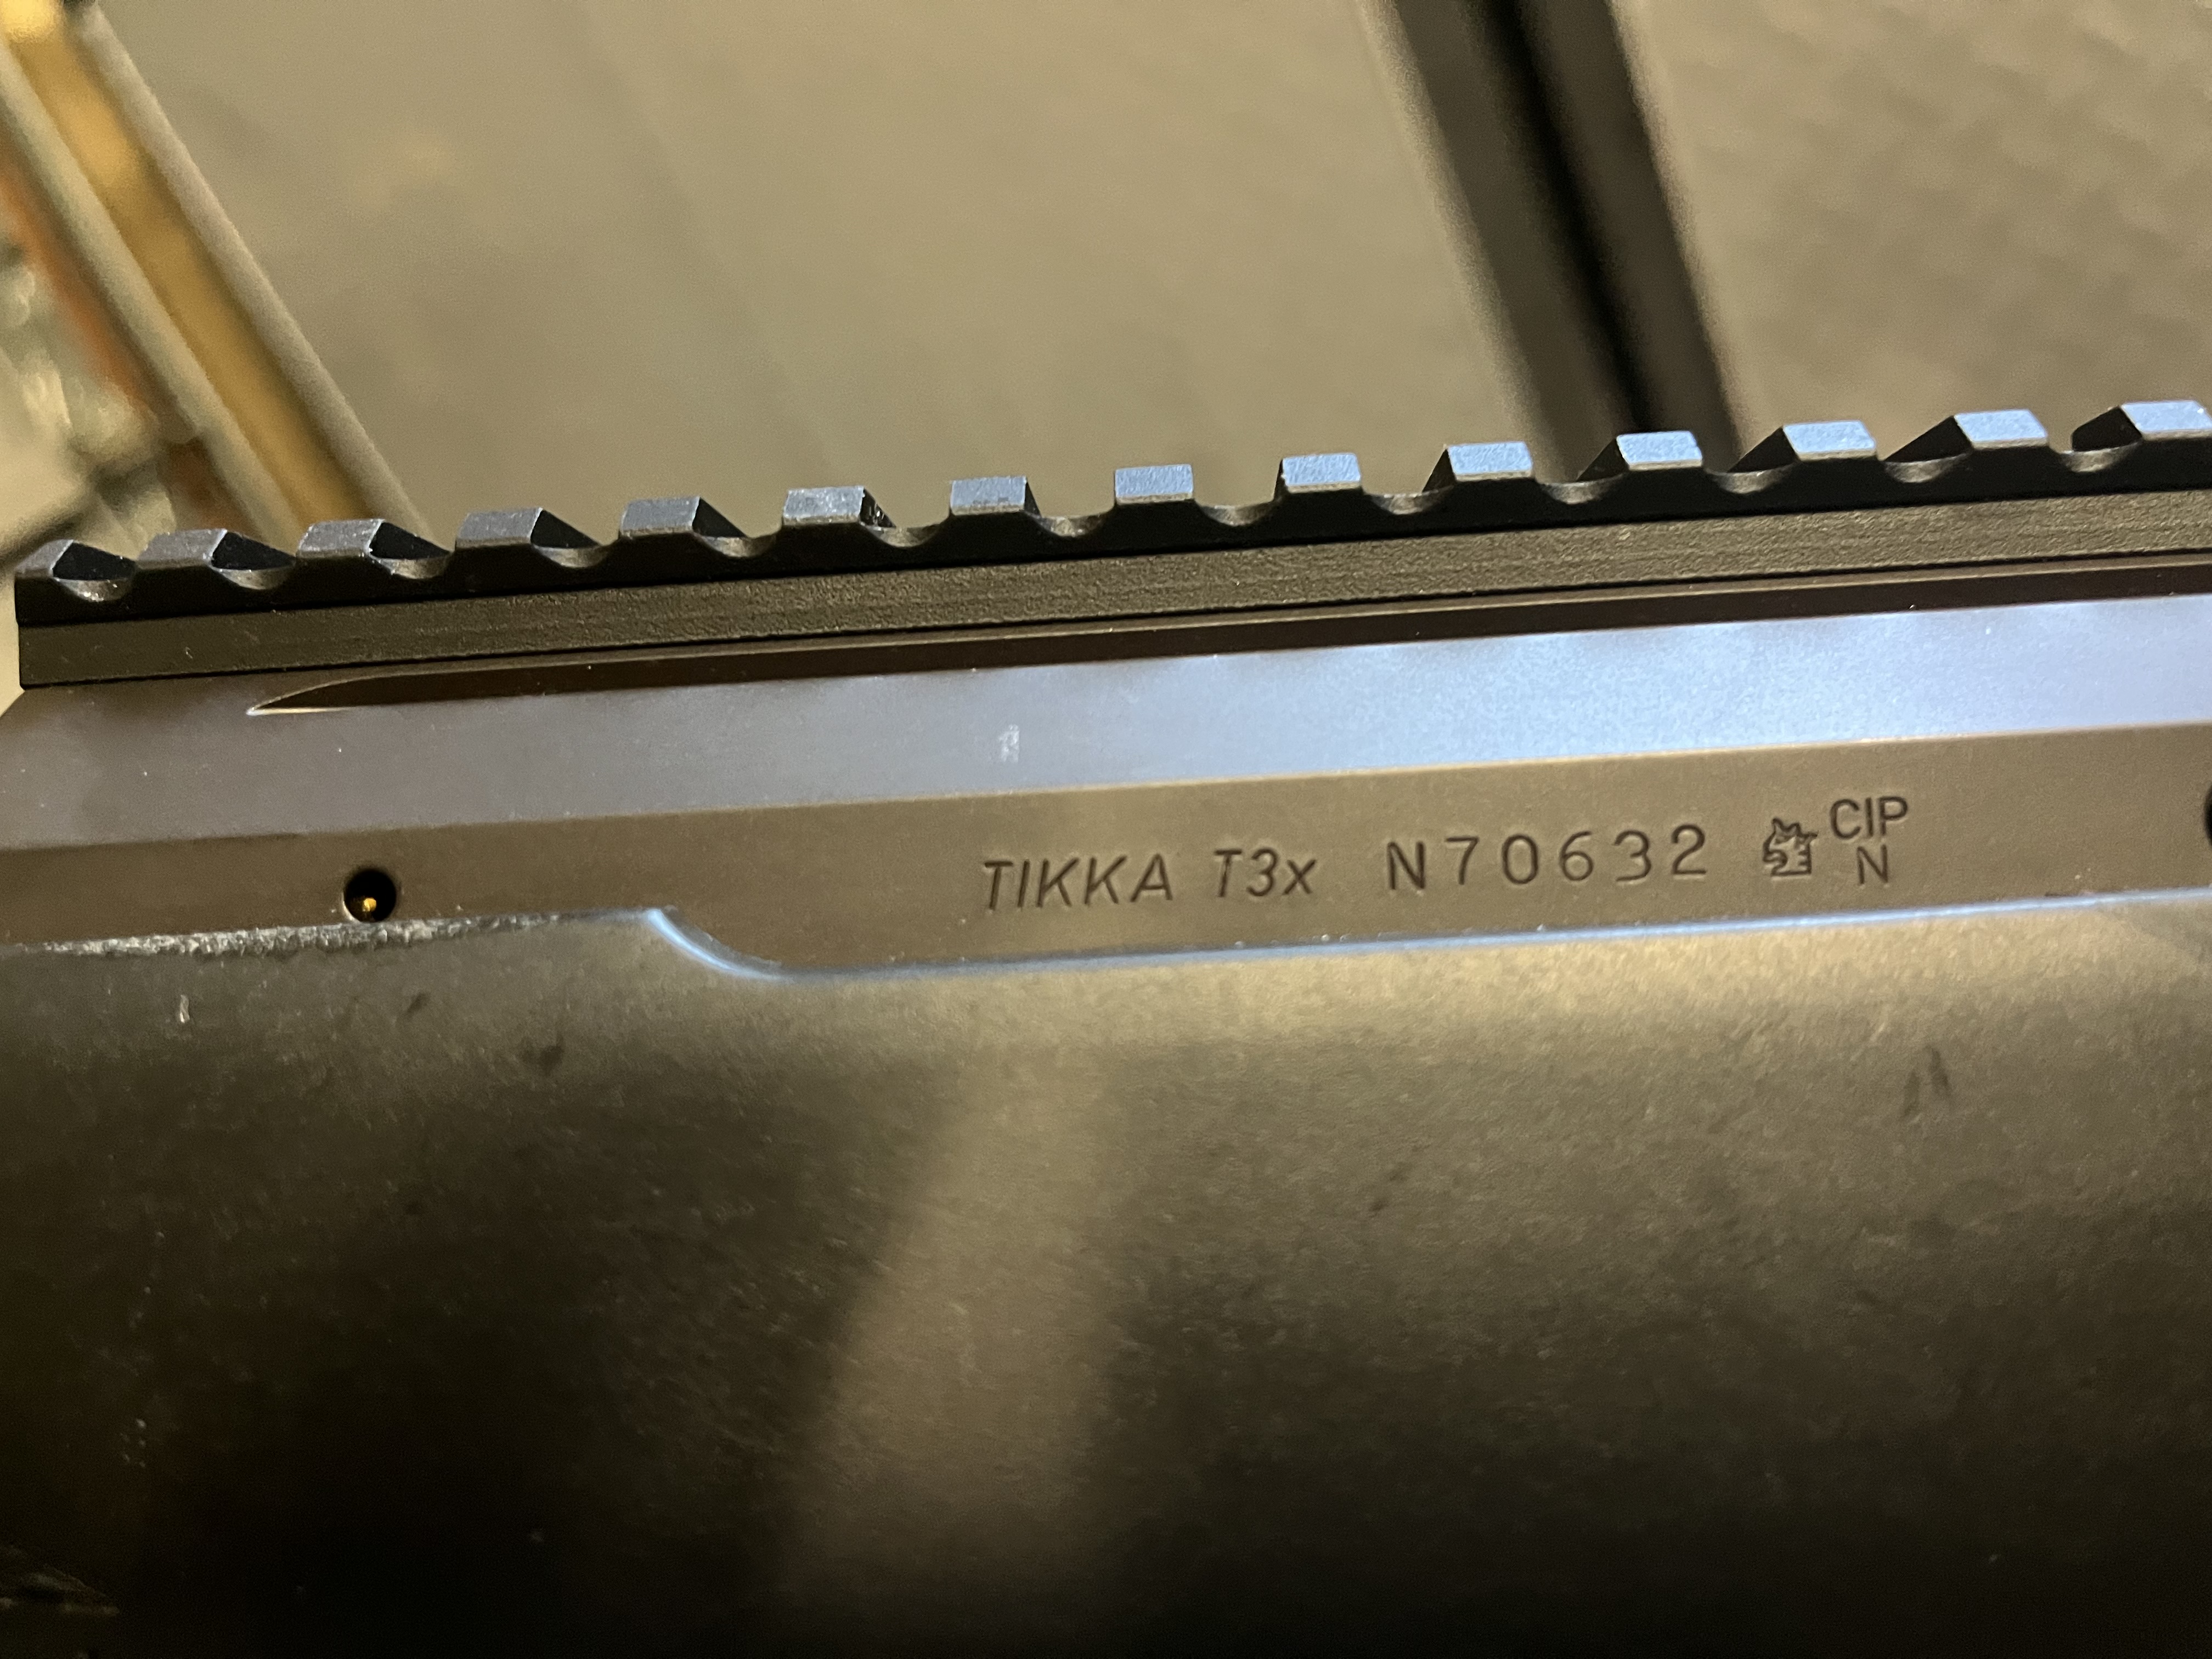 TIKKA T3x N70632 CIP
N